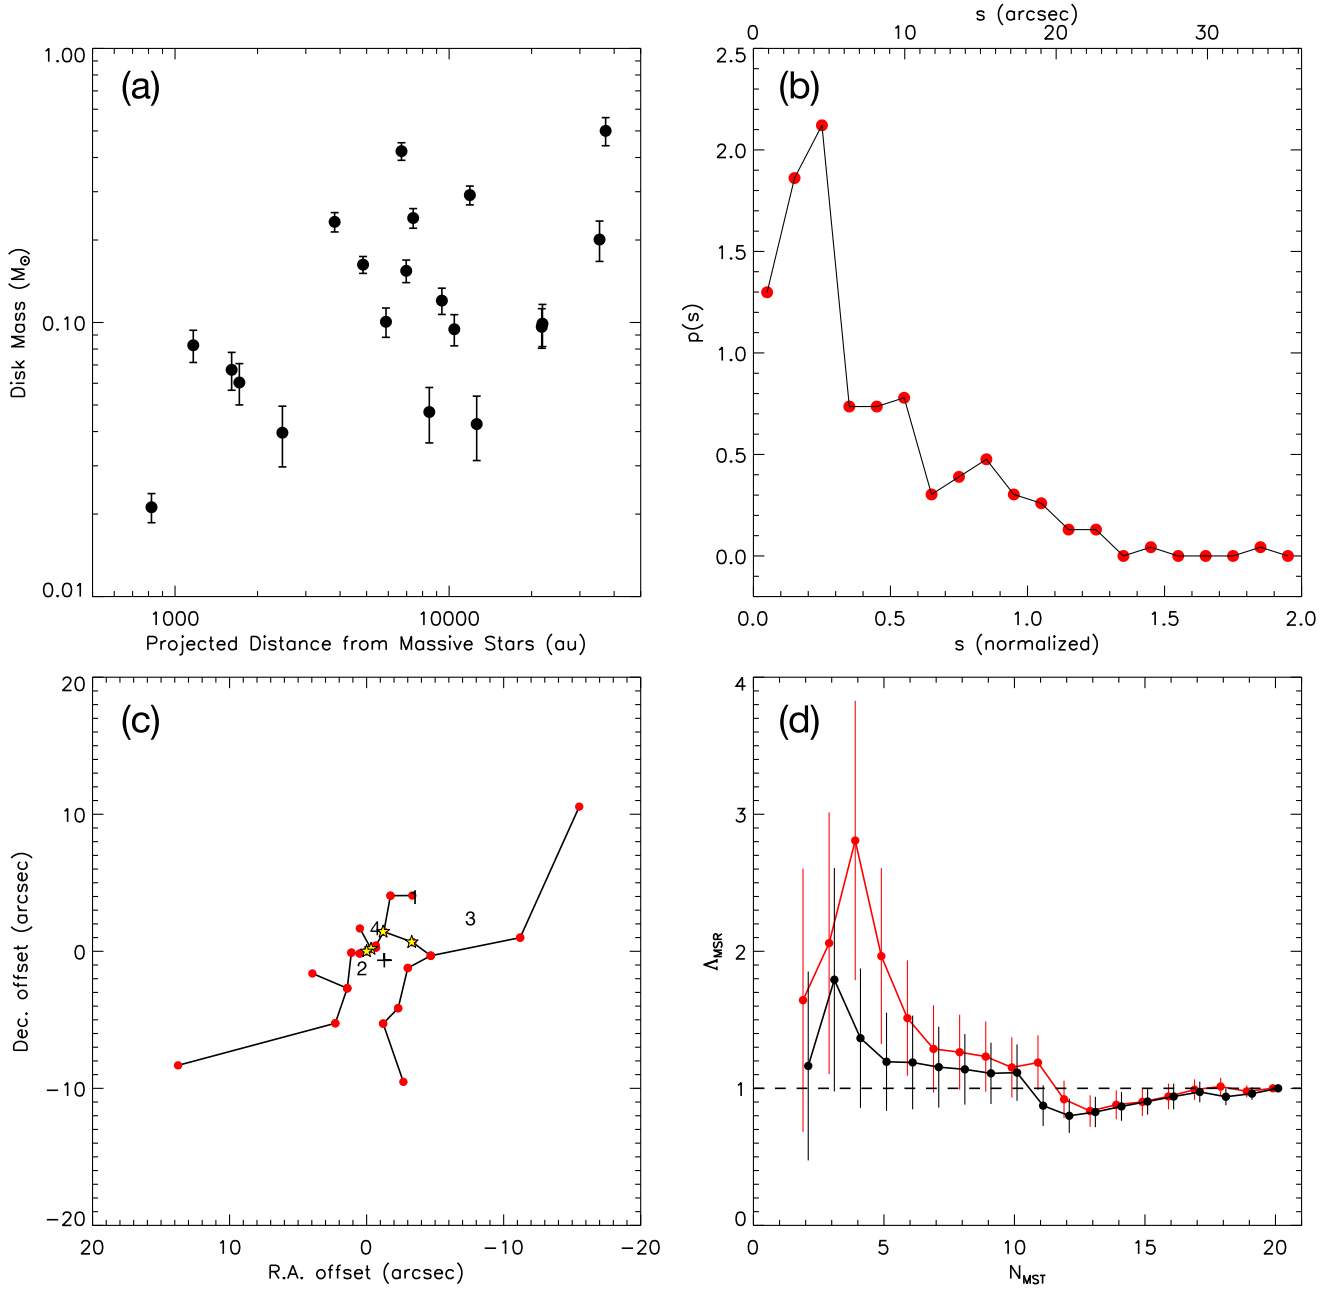 (a)
1.00
0.10
0.01
Disk Mass (M⊙)
1000 10000
Projected Distance from Massive Stars (au)
s (arcsec)
0 10 20 30
(b)
2.5
2.0
1.5
1.0
0.5
0.0
p(s)
0.0 0.5 1.0 1.5 2.0
s (normalized)
(c)
20
10
0
−10
−20
Dec. offset (arcsec)
1
3
4
2
20 10 0 −10 −20
R.A. offset (arcsec)
(d)
4
3
2
1
0
Λ_MSR
0 5 10 15 20
N_MST